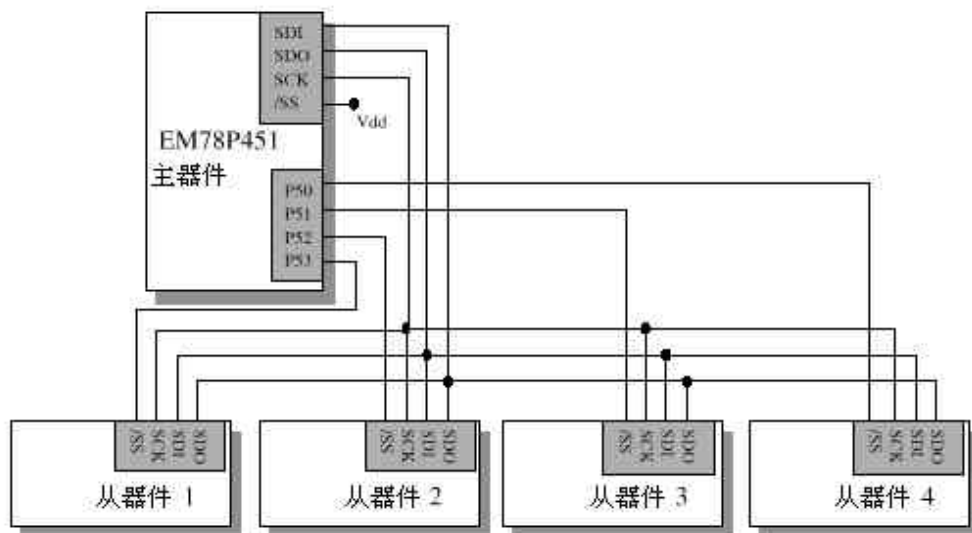 SDI
SDO
SCK
/SS
Vdd
EM78P451
主器件
P50
P51
P52
P53
/SS
SCK
SDI
SDO
从器件 1
/SS
SCK
SDI
SDO
从器件 2
/SS
SCK
SDI
SDO
从器件 3
/SS
SCK
SDI
SDO
从器件 4